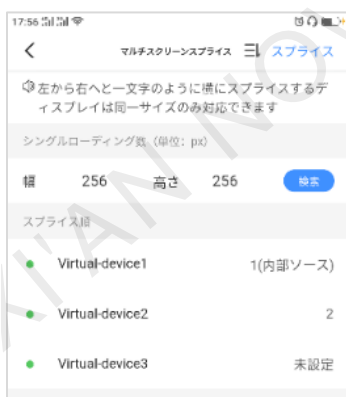 17:56
マルチスクリーンスプライス スプライス
左から右へと一文字のように横にスプライスするデ
ィスプレイは同一サイズのみ対応できます
シングルローディング数（単位：px）
幅 256 高さ 256 検索
スプライス順
Virtual-device1 1(内部ソース)
Virtual-device2 2
Virtual-device3 未設定
XI'AN NOV